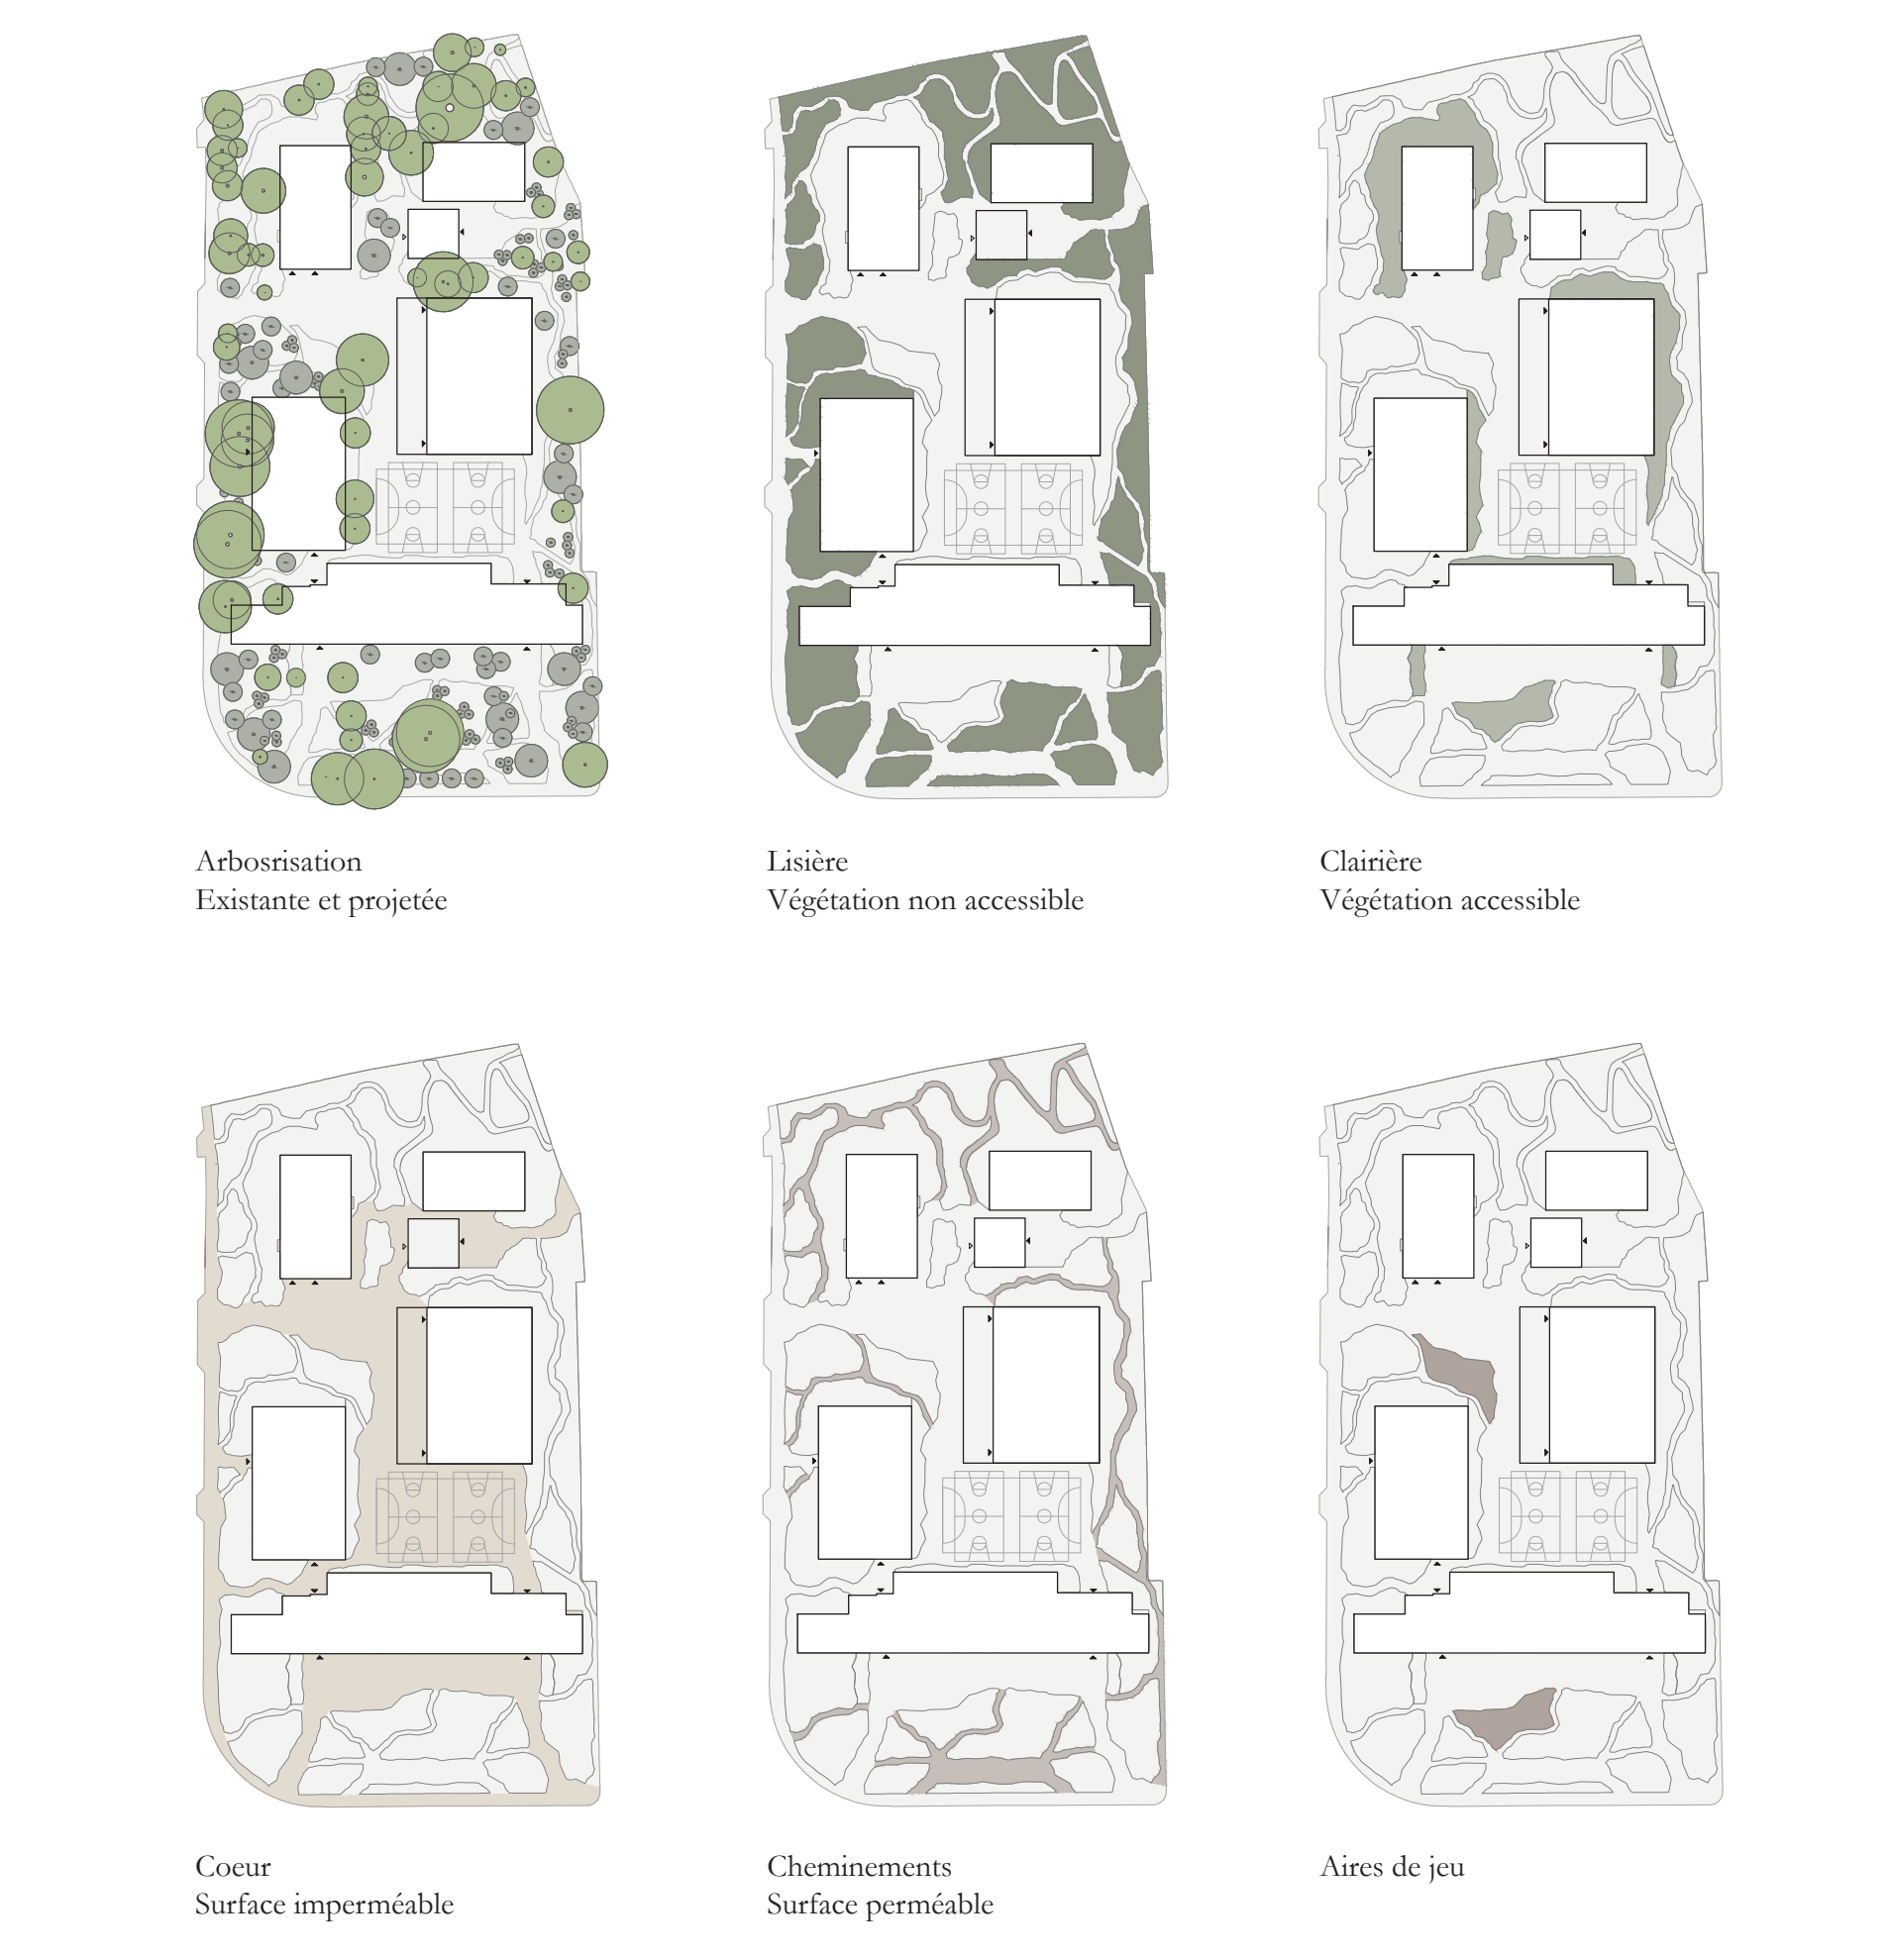 Arbosrisation
Existante et projetée
Lisière
Végétation non accessible
Clairière
Végétation accessible
Coeur
Surface imperméable
Cheminements
Surface perméable
Aires de jeu